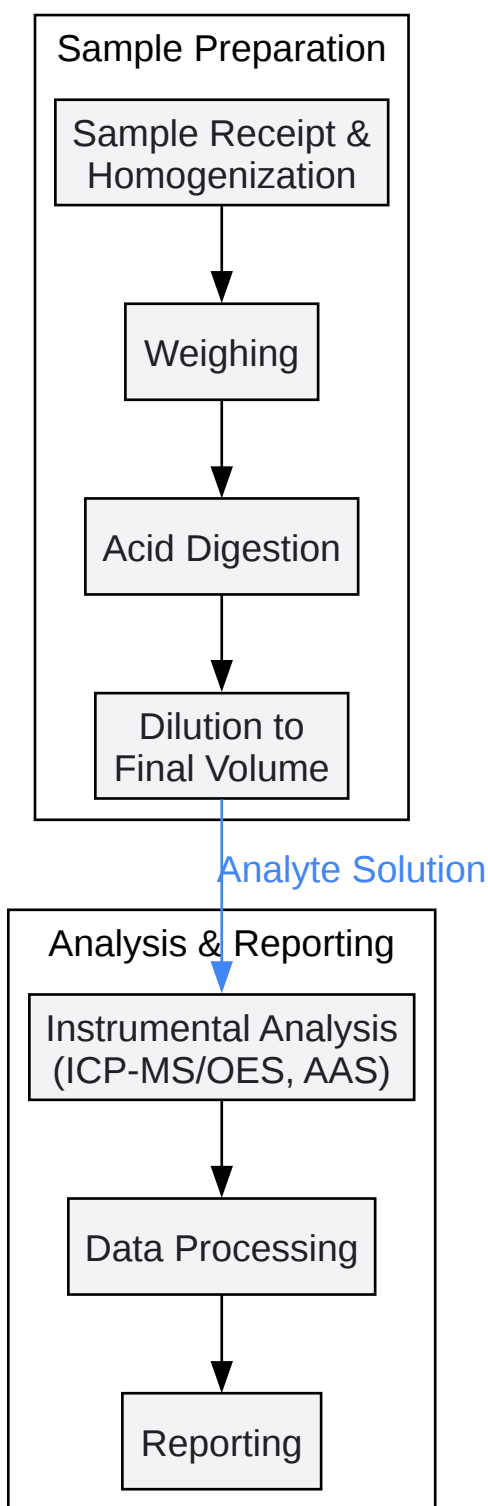 Sample Preparation
Sample Receipt &
Homogenization
Weighing
Acid Digestion
Dilution to
Final Volume
Analyte Solution
Analysis & Reporting
Instrumental Analysis
(ICP-MS/OES, AAS)
Data Processing
Reporting